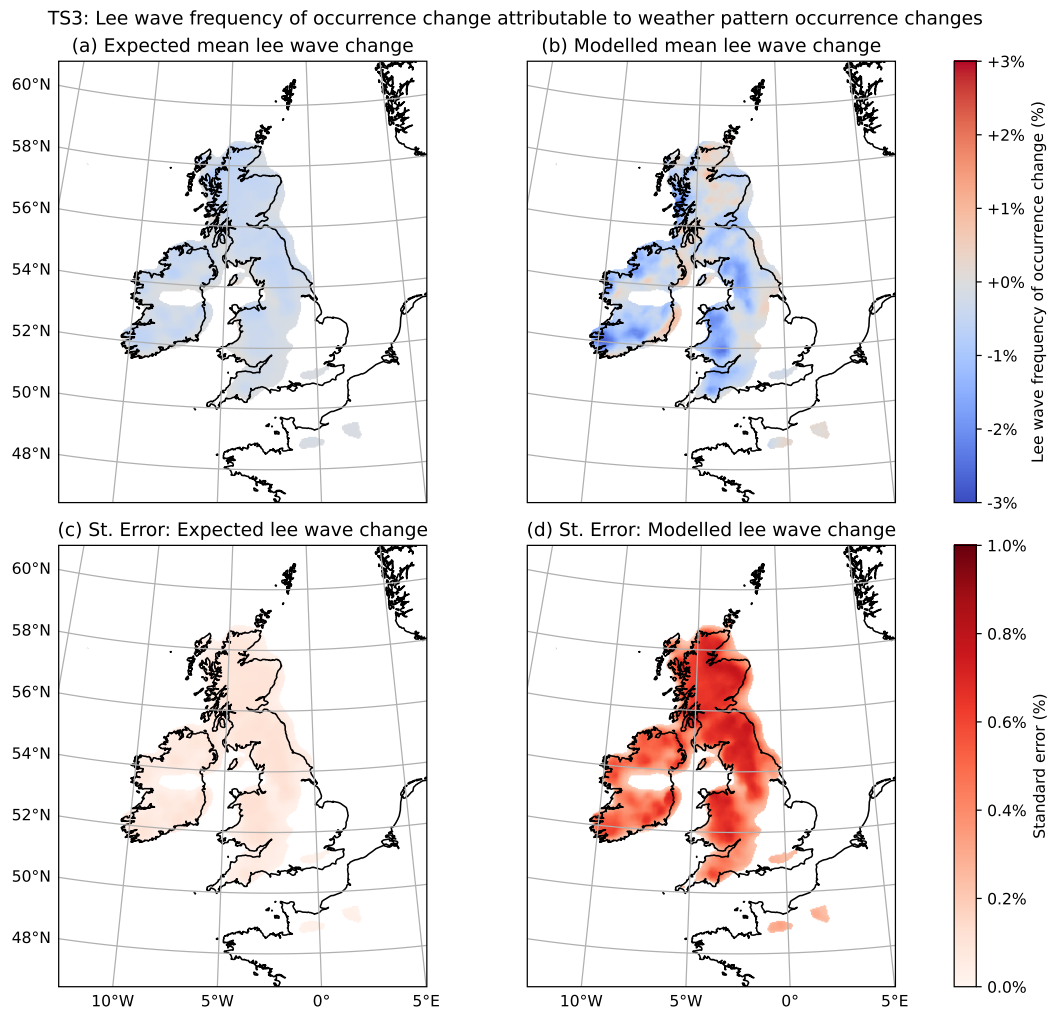 TS3: Lee wave frequency of occurrence change attributable to weather pattern occurrence changes
(a) Expected mean lee wave change
(b) Modelled mean lee wave change
60°N
58°N
56°N
54°N
52°N
50°N
48°N
+3%
+2%
+1%
+0%
-1%
-2%
-3%
Lee wave frequency of occurrence change (%)
(c) St. Error: Expected lee wave change
(d) St. Error: Modelled lee wave change
60°N
58°N
56°N
54°N
52°N
50°N
48°N
10°W
5°W
0°
5°E
10°W
5°W
0°
5°E
1.0%
0.8%
0.6%
0.4%
0.2%
0.0%
Standard error (%)